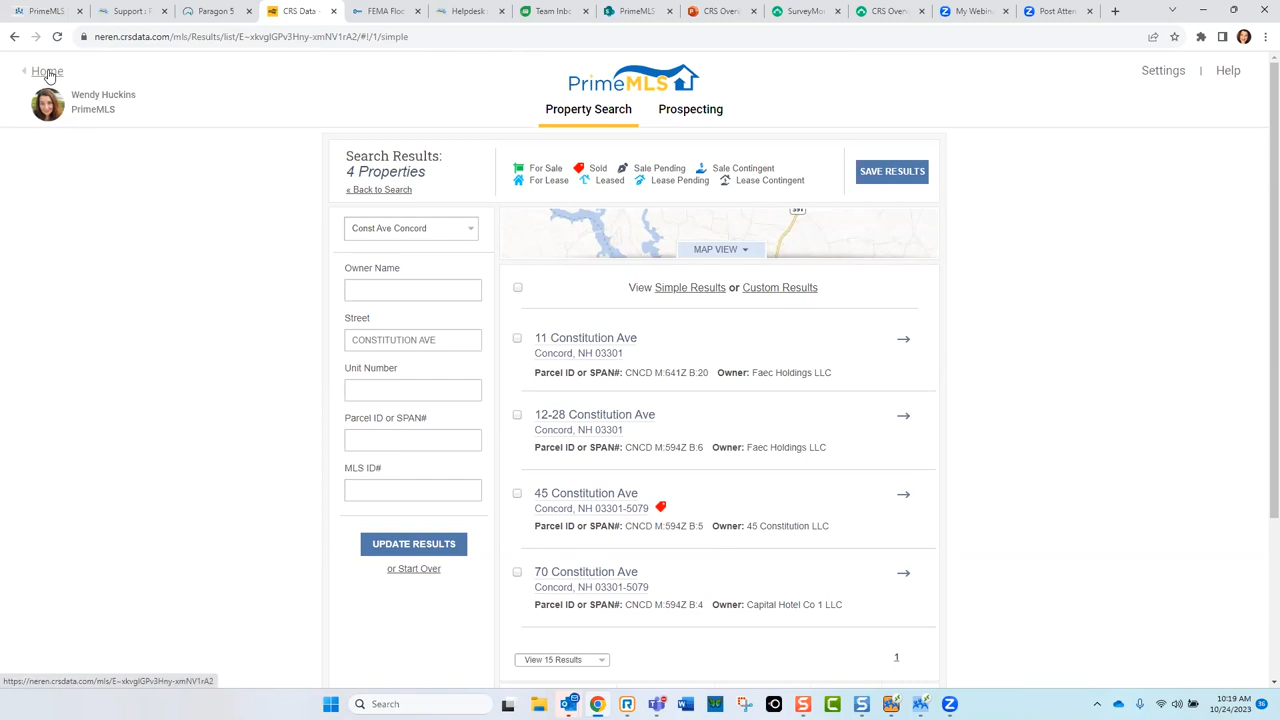 PrimeMLS
Support - F
Paragon 5
CRS Data
FEMA Floc
Helpdesk
Team Inbo
PrimeMLS
CRS Overv
SurveyMor
CRS Overv
My Webina
Post Atten
neren.crsdata.com/mls/Results/list/E~xkvgIGPv3Hny-xmNV1rA2/#!/1/simple
Home
Wendy Huckins
PrimeMLS
PrimeMLS
Property Search
Prospecting
Settings | Help
Search Results:
4 Properties
« Back to Search
For Sale
Sold
Sale Pending
Sale Contingent
For Lease
Leased
Lease Pending
Lease Contingent
SAVE RESULTS
Const Ave Concord
Owner Name
Street
CONSTITUTION AVE
Unit Number
Parcel ID or SPAN#
MLS ID#
UPDATE RESULTS
or Start Over
MAP VIEW
View Simple Results or Custom Results
11 Constitution Ave
Concord, NH 03301
Parcel ID or SPAN#: CNCD M:641Z B:20 Owner: Faec Holdings LLC
12-28 Constitution Ave
Concord, NH 03301
Parcel ID or SPAN#: CNCD M:594Z B:6 Owner: Faec Holdings LLC
45 Constitution Ave
Concord, NH 03301-5079
Parcel ID or SPAN#: CNCD M:594Z B:5 Owner: 45 Constitution LLC
70 Constitution Ave
Concord, NH 03301-5079
Parcel ID or SPAN#: CNCD M:594Z B:4 Owner: Capital Hotel Co 1 LLC
View 15 Results
1
https://neren.crsdata.com/mls/E~xkvgIGPv3Hny-xmNV1rA2
Search
10:19 AM
10/24/2023
36